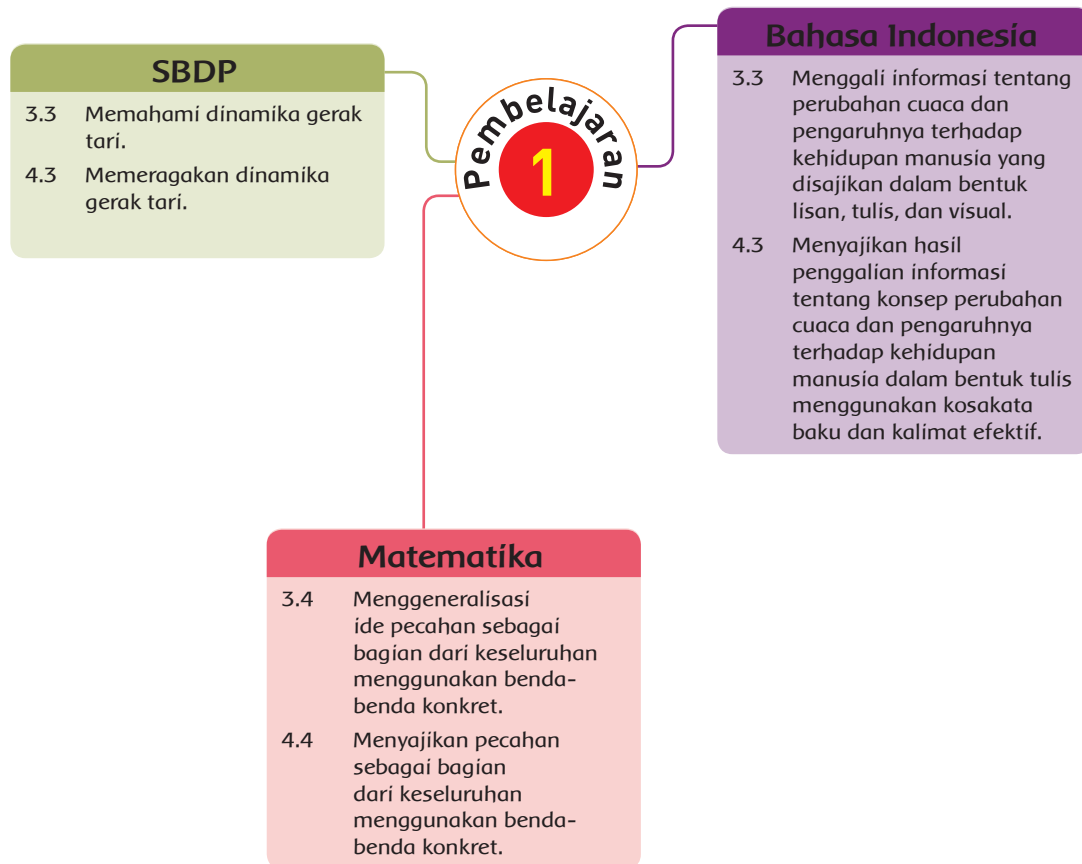 SBDP
3.3 Memahami dinamika gerak
tari.
4.3 Memeragakan dinamika
gerak tari.
Pembelajaran
1
Bahasa Indonesia
3.3 Menggali informasi tentang
perubahan cuaca dan
pengaruhnya terhadap
kehidupan manusia yang
disajikan dalam bentuk
lisan, tulis, dan visual.
4.3 Menyajikan hasil
penggalian informasi
tentang konsep perubahan
cuaca dan pengaruhnya
terhadap kehidupan
manusia dalam bentuk tulis
menggunakan kosakata
baku dan kalimat efektif.
Matematika
3.4 Menggeneralisasi
ide pecahan sebagai
bagian dari keseluruhan
menggunakan benda-
benda konkret.
4.4 Menyajikan pecahan
sebagai bagian
dari keseluruhan
menggunakan benda-
benda konkret.